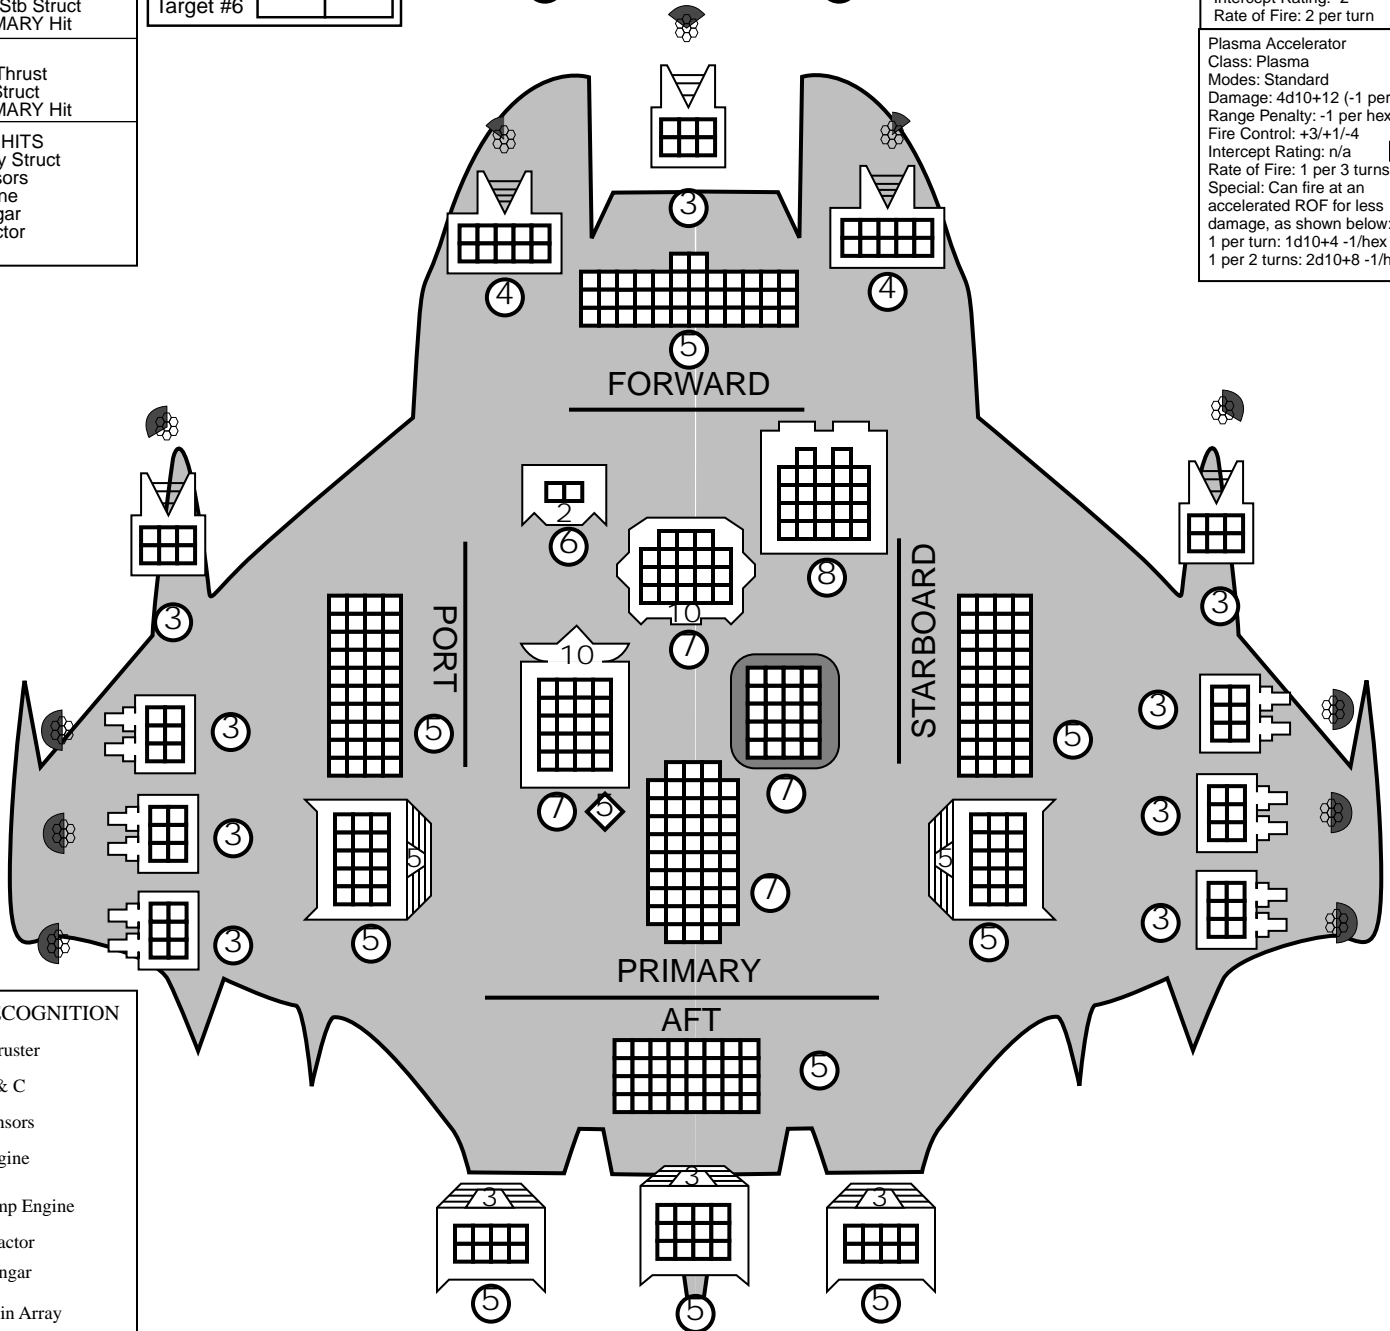 Stb Struct
MARY Hit
Thrust
Struct
MARY Hit
HITS
y Struct
sors
ne
gar
ctor
Target #6
Rate of Fire: 2 per turn
Plasma Accelerator
Class: Plasma
Modes: Standard
Damage: 4d10+12 (-1 per
Range Penalty: -1 per hex
Fire Control: +3/+1/-4
Intercept Rating: n/a
Rate of Fire: 1 per 3 turns
Special: Can fire at an
accelerated ROF for less
damage, as shown below:
1 per turn: 1d10+4 -1/hex
1 per 2 turns: 2d10+8 -1/h
3
4
4
5
FORWARD
2
6
8
10
7
3
3
PORT
STARBOARD
10
3
5
5
3
7
5
7
3
5
5
3
7
3
5
5
3
PRIMARY
AFT
5
3
3
3
5
5
5
COGNITION
ruster
& C
nsors
gine
mp Engine
actor
ngar
in Array